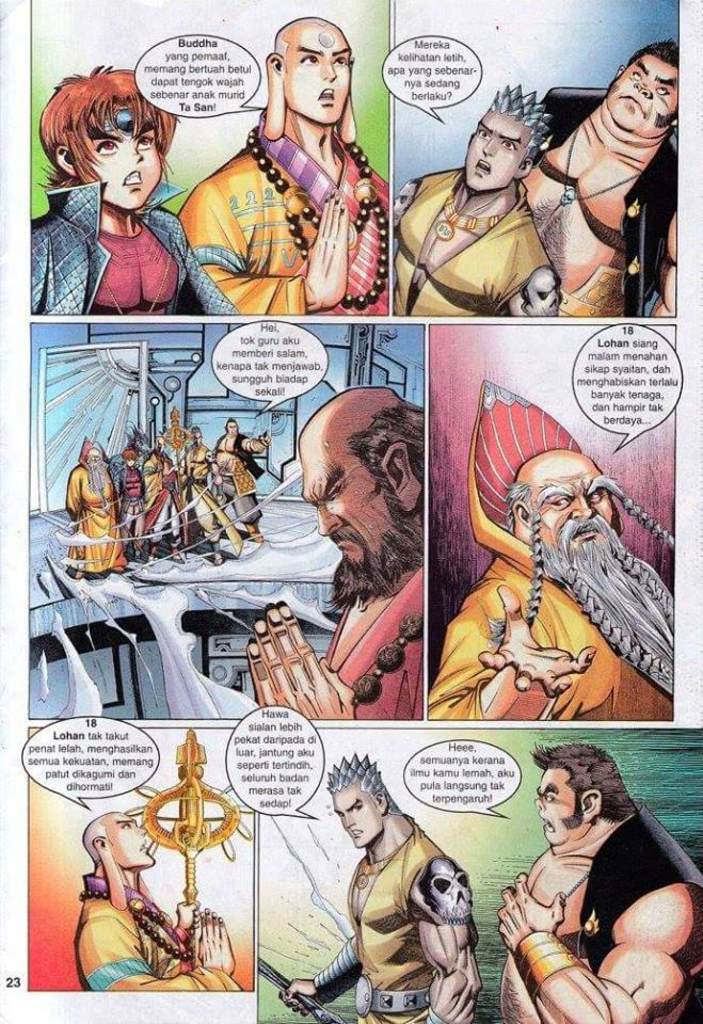 Buddha
yang pemaaf,
memang bertuah betul
dapat tengok wajah
sebenar anak murid
Ta San!
Mereka
kelihatan letih,
apa yang sebenar-
nya sedang
berlaku?
Hei,
tok guru aku
memberi salam,
kenapa tak menjawab,
sungguh biadap
sekali!
18
Lohan siang
malam menahan
sikap syaitan, dah
menghabiskan terlalu
banyak tenaga,
dan hampir tak
berdaya...
18
Lohan tak takut
penat lelah, menghasilkan
semua kekuatan, memang
patut dikagumi dan
dihormati!
Hawa
sialan lebih
pekat daripada di
luar, jantung aku
seperti tertindih,
seluruh badan
merasa tak
sedap!
Heee,
semuanya kerana
ilmu kamu lemah, aku
pula langsung tak
terpengaruh!
23